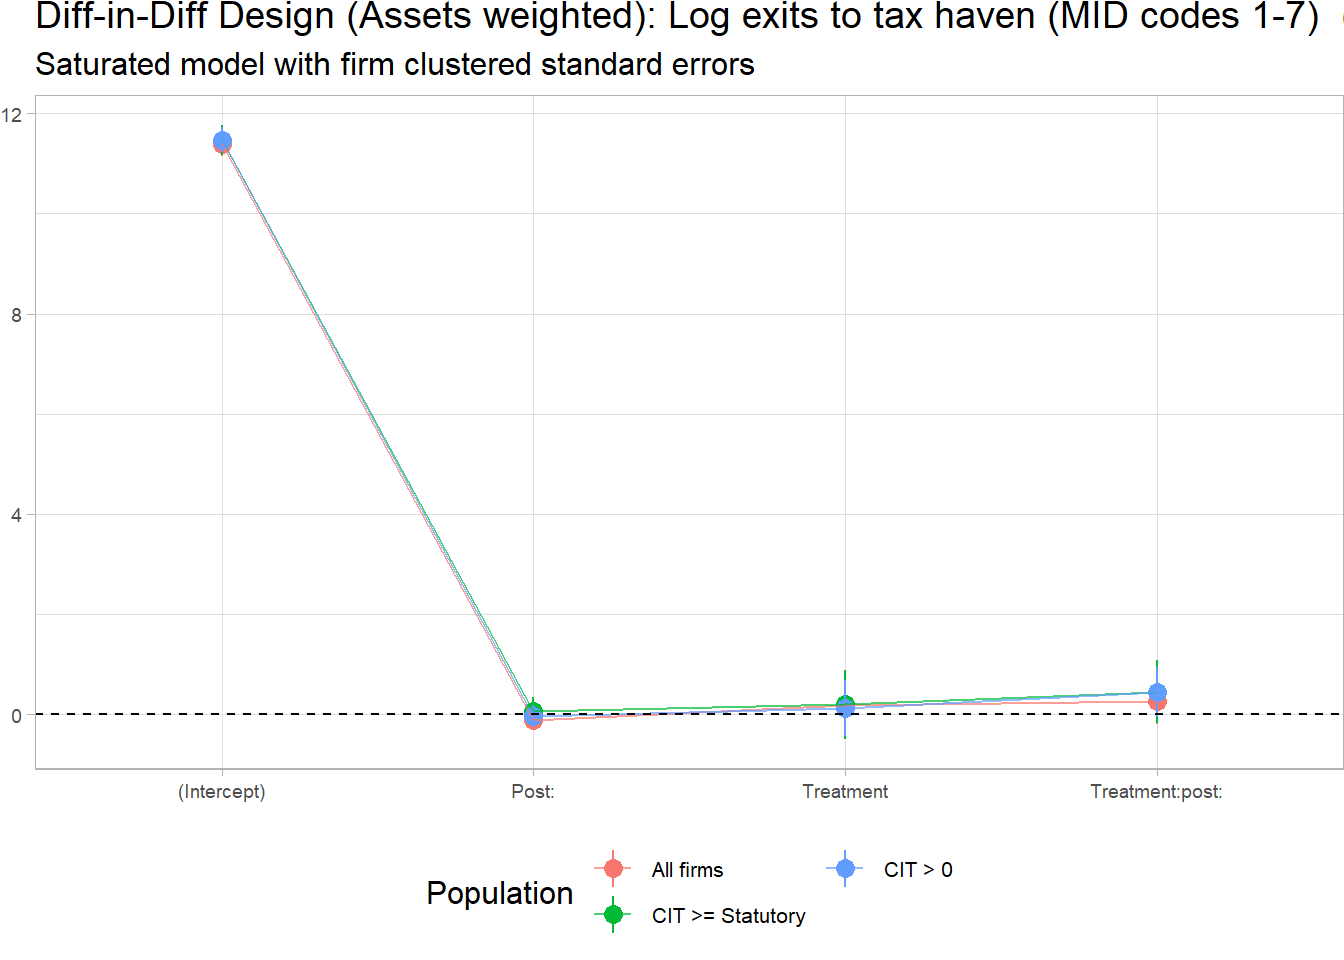 Diff-in-Diff Design (Assets weighted): Log exits to tax haven (MID codes 1-7)
Saturated model with firm clustered standard errors
12
8
4
0
(Intercept) Post: Treatment Treatment:post:
Population
All firms
CIT > 0
CIT >= Statutory